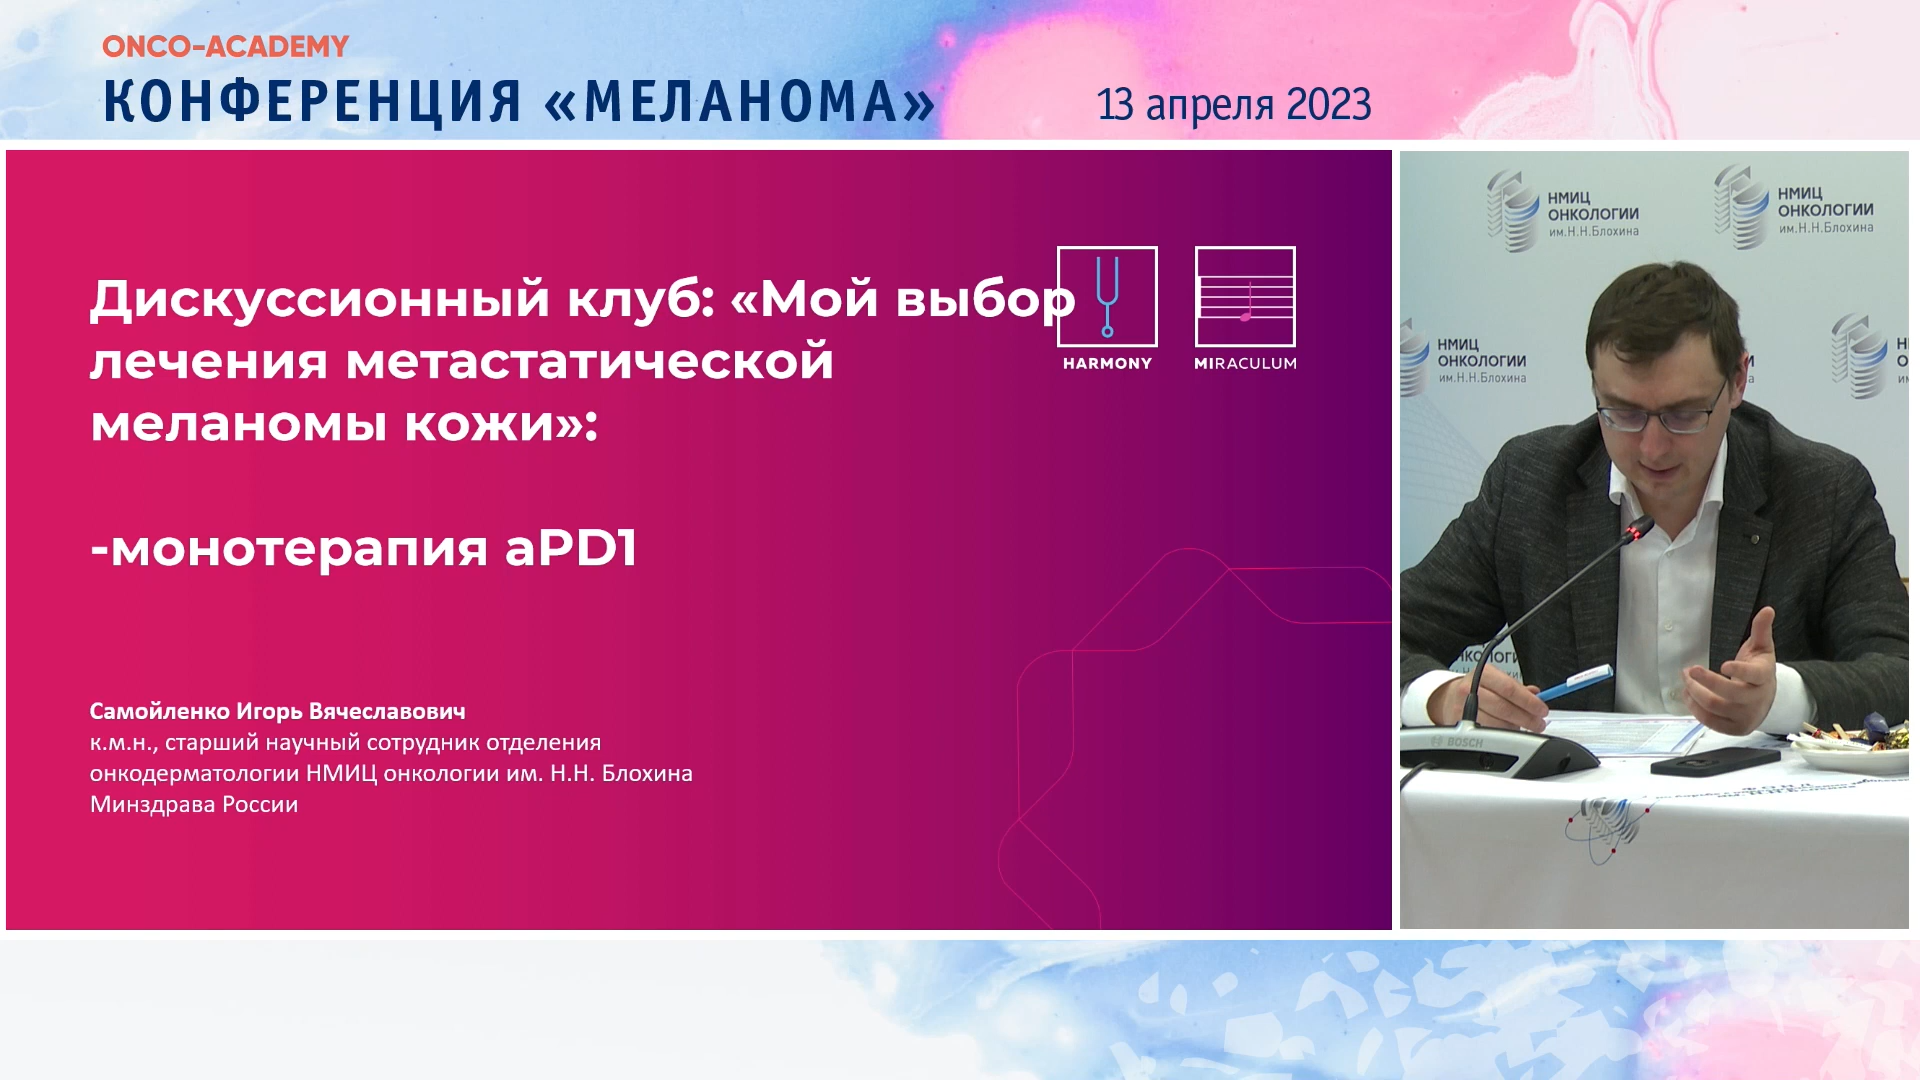 ONCO-ACADEMY
КОНФЕРЕНЦИЯ «МЕЛАНОМА»
13 апреля 2023
Дискуссионный клуб: «Мой выбор
лечения метастатической
меланомы кожи»:
-монотерапия aPD1
HARMONY
MIRACULUM
Самойленко Игорь Вячеславович
к.м.н., старший научный сотрудник отделения
онкодерматологии НМИЦ онкологии им. Н.Н. Блохина
Минздрава России
НМИЦ
ОНКОЛОГИИ
им.Н.Н.Блохина
НМИЦ
ОНКОЛОГИИ
им.Н.Н.Блохина
НМИЦ
ОНКОЛОГИИ
им.Н.Н.Блохина
BOSCH